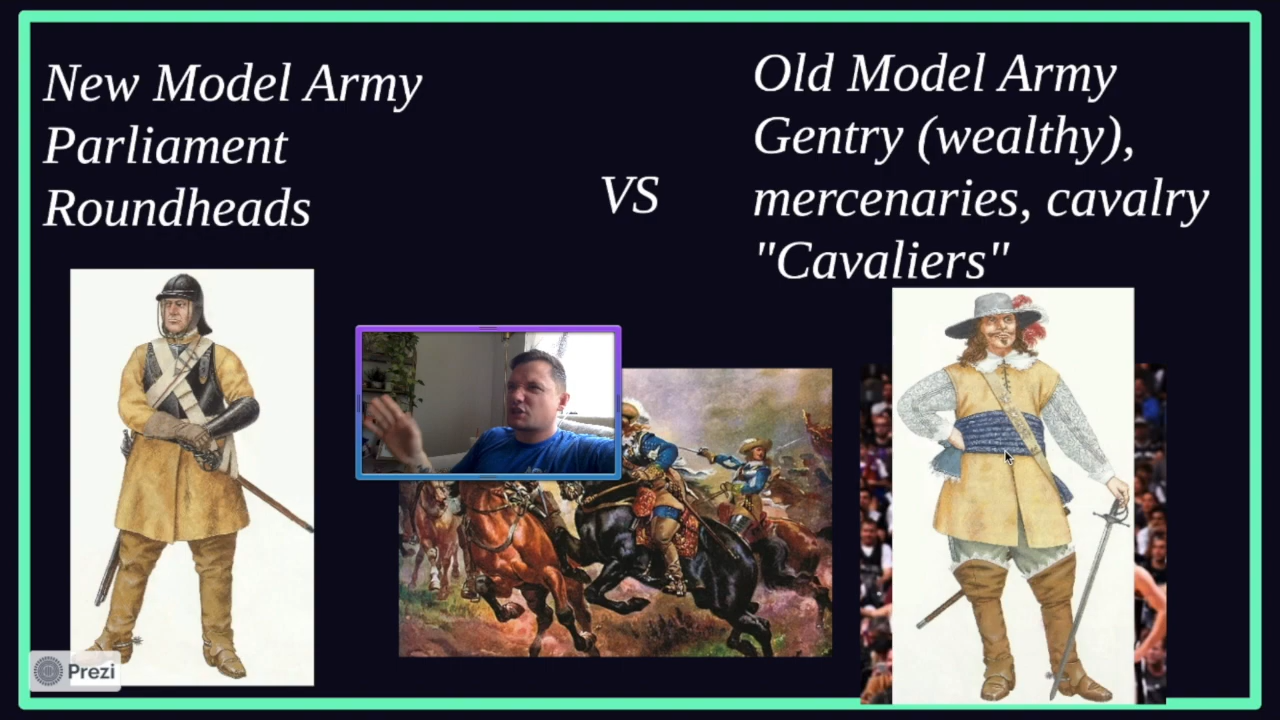 New Model Army
Parliament
Roundheads
VS
Old Model Army
Gentry (wealthy),
mercenaries, cavalry
"Cavaliers"
Prezi